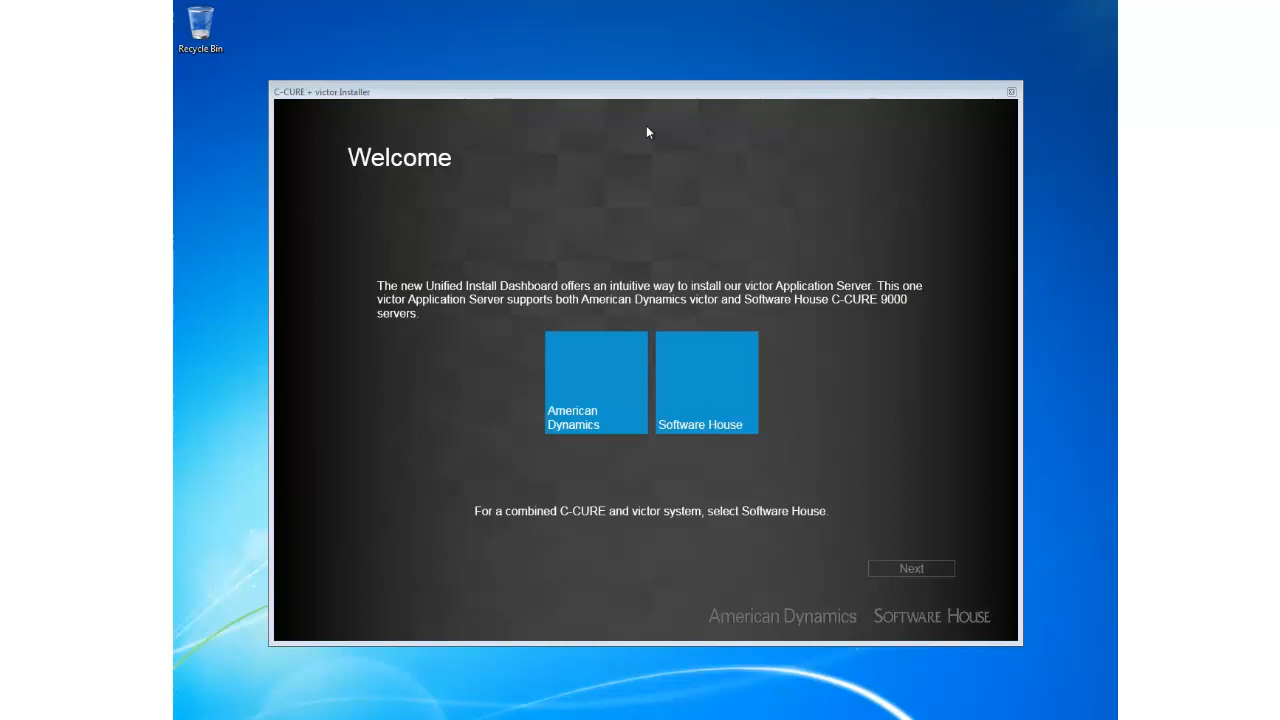 Recycle Bin
C-CURE + victor Installer
Welcome
The new Unified Install Dashboard offers an intuitive way to install our victor Application Server. This one
victor Application Server supports both American Dynamics victor and Software House C-CURE 9000
servers.
American
Dynamics
Software House
For a combined C-CURE and victor system, select Software House.
Next
American Dynamics
SOFTWARE HOUSE